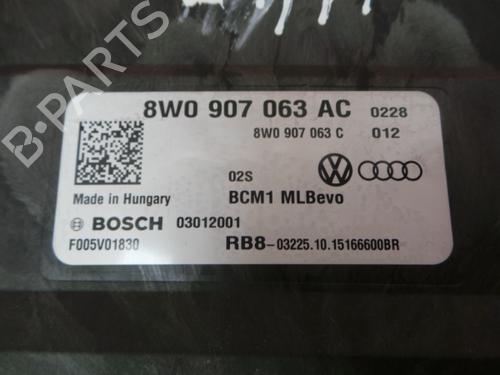 8W0 907 063 AC 0228
8W0 907 063 C 012
02S
Made in Hungary BCM1 MLBevo
BOSCH 03012001
F005V01830 RB8-03225.10.15166600BR
B-PARTS